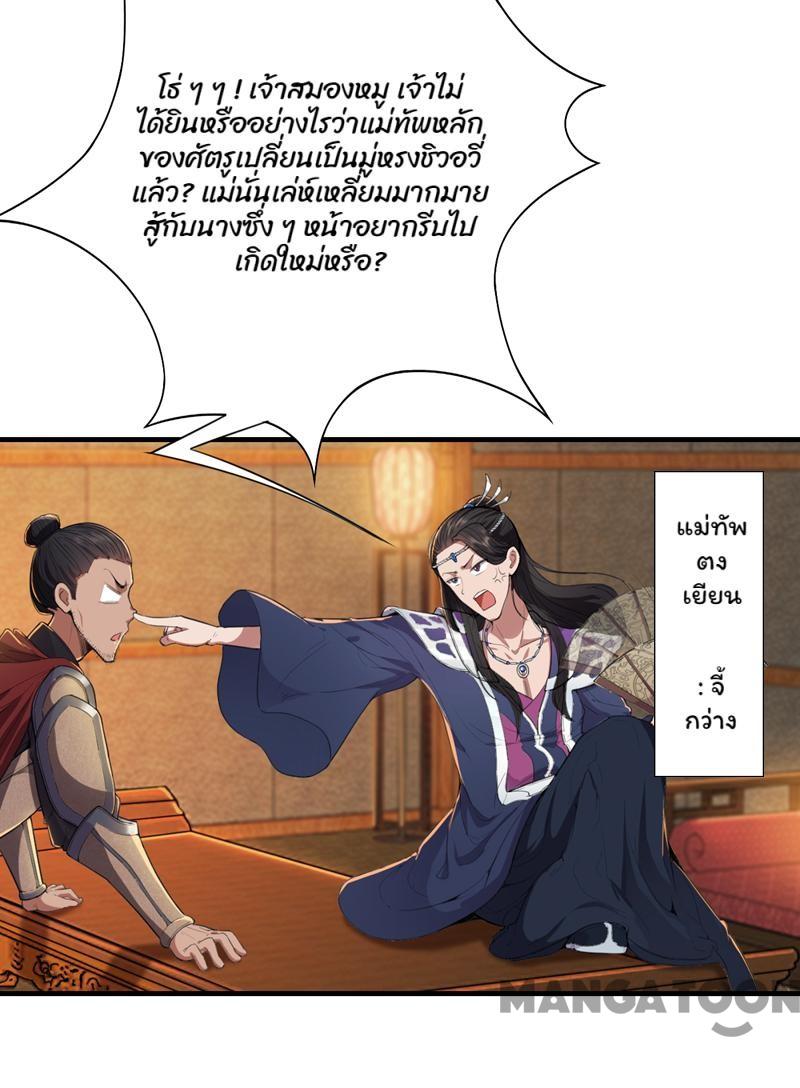 โธ่ ๆ ๆ ! เจ้าสมองหมู เจ้าไม่
ได้ยินหรืออย่างไรว่าแม่ทัพหลัก
ของศัตรูเปลี่ยนเป็นมู่หรงชิวอวี่
แล้ว? แม่นั่นเล่ห์เหลี่ยมมากมาย
สู้กับนางซึ่ง ๆ หน้าอยากรีบไป
เกิดใหม่หรือ?
แม่ทัพ
ตง
เยียน
: จี้
กว่าง
MANGATOON